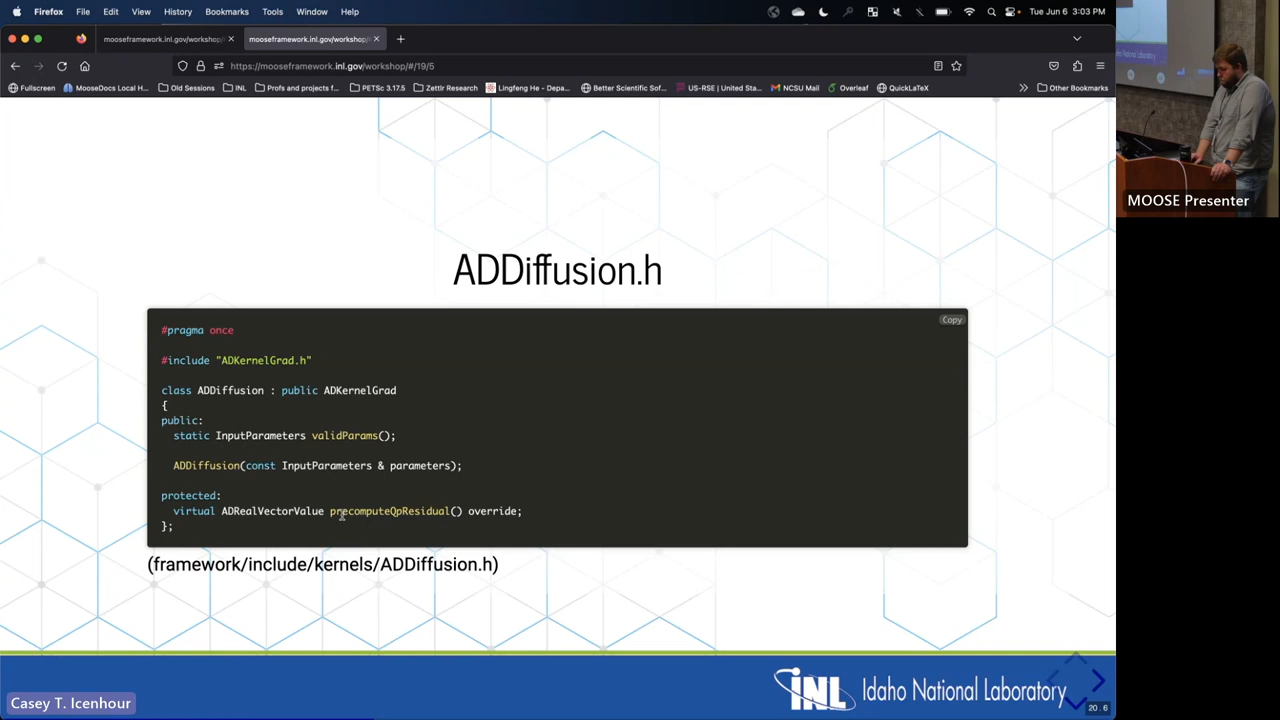 Firefox File Edit View History Bookmarks Tools Window Help Tue Jun 6 3:03 PM
mooseframework.inl.gov/workshop/ mooseframework.inl.gov/workshop/
https://mooseframework.inl.gov/workshop/#/19/5
Fullscreen MooseDocs Local H... Old Sessions INL Profs and projects f... PETSc 3.17.5 Zettlr Research Lingfeng He - Depa... Better Scientific Sof... US-RSE | United Sta... NCSU Mail Overleaf QuickLaTeX Other Bookmarks
MOOSE Presenter
ADDiffusion.h
Copy
#pragma once
#include "ADKernelGrad.h"
class ADDiffusion : public ADKernelGrad
{
public:
static InputParameters validParams();
ADDiffusion(const InputParameters & parameters);
protected:
virtual ADRealVectorValue precomputeQpResidual() override;
};
(framework/include/kernels/ADDiffusion.h)
INL Idaho National Laboratory
Casey T. Icenhour
20.6